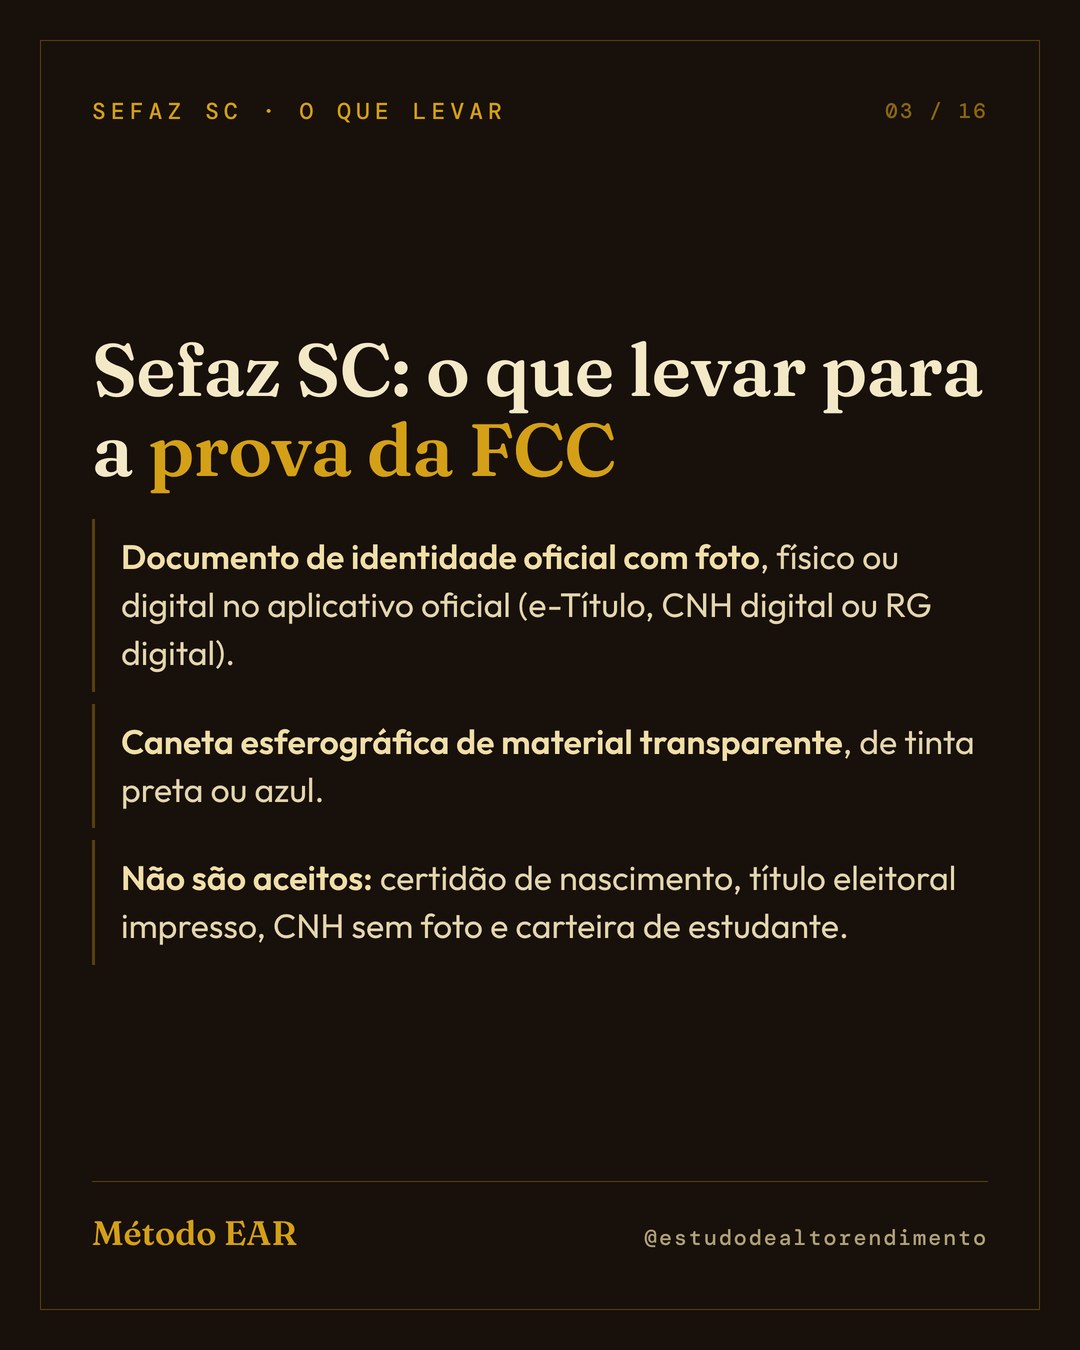 SEFAZ SC · O QUE LEVAR
03 / 16
Sefaz SC: o que levar para
a prova da FCC
Documento de identidade oficial com foto, físico ou
digital no aplicativo oficial (e-Título, CNH digital ou RG
digital).
Caneta esferográfica de material transparente, de tinta
preta ou azul.
Não são aceitos: certidão de nascimento, título eleitoral
impresso, CNH sem foto e carteira de estudante.
Método EAR
@estudodealtorendimento